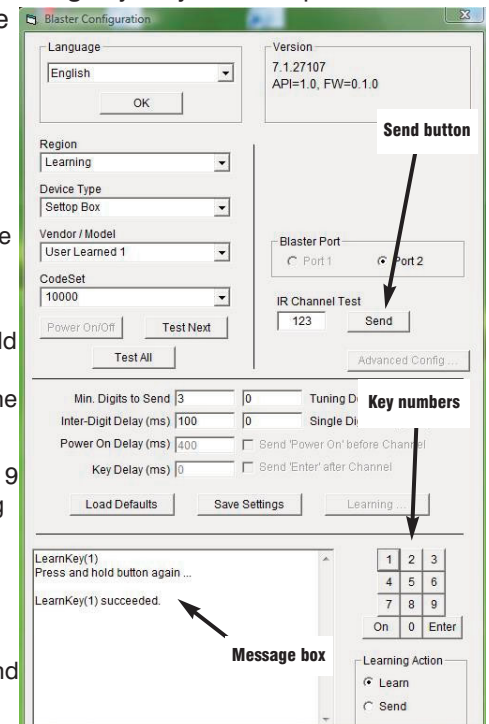 Blaster Configuration
Language
English
OK
Version
7.1.27107
API=1.0, FW=0.1.0
Send button
Region
Learning
Device Type
Settop Box
Vendor / Model
User Learned 1
CodeSet
10000
Power On/Off
Test Next
Test All
Blaster Port
Port 1
Port 2
IR Channel Test
123
Send
Advanced Config ...
Min. Digits to Send
3
0
Tuning
Inter-Digit Delay (ms)
100
0
Single
Key numbers
Power On Delay (ms)
400
Send 'Power On' before Channel
Key Delay (ms)
0
Send 'Enter' after Channel
9
Load Defaults
Save Settings
Learning ...
LearnKey(1)
Press and hold button again ...
LearnKey(1) succeeded.
Message box
1 2 3
4 5 6
7 8 9
On 0 Enter
Learning Action
Learn
Send